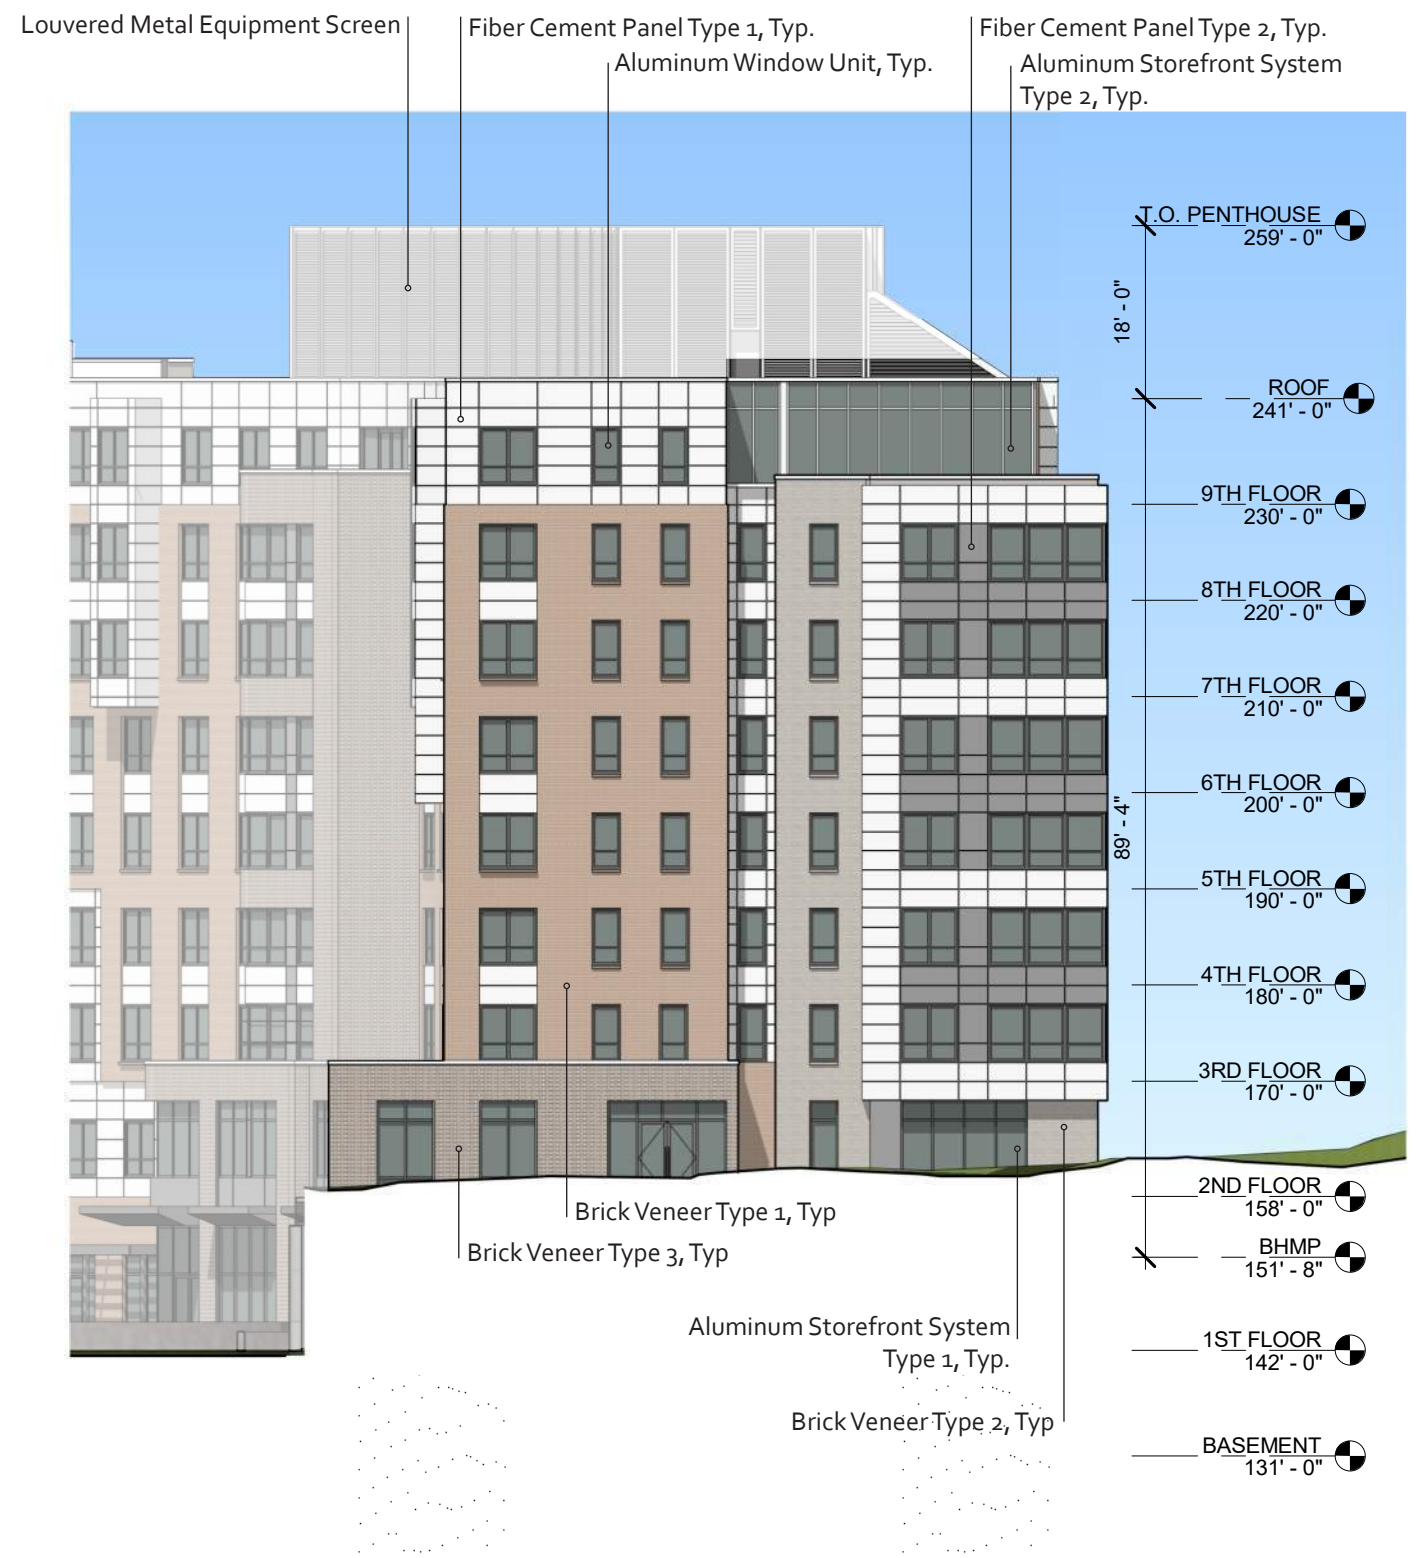 Louvered Metal Equipment Screen
Fiber Cement Panel Type 1, Typ.
Fiber Cement Panel Type 2, Typ.
Aluminum Window Unit, Typ.
Aluminum Storefront System
Type 2, Typ.
T.O. PENTHOUSE
259' - 0"
18' - 0"
ROOF
241' - 0"
9TH FLOOR
230' - 0"
8TH FLOOR
220' - 0"
7TH FLOOR
210' - 0"
6TH FLOOR
200' - 0"
89' - 4"
5TH FLOOR
190' - 0"
4TH FLOOR
180' - 0"
3RD FLOOR
170' - 0"
2ND FLOOR
158' - 0"
Brick Veneer Type 1, Typ
Brick Veneer Type 3, Typ
BHMP
151' - 8"
Aluminum Storefront System
Type 1, Typ.
1ST FLOOR
142' - 0"
Brick Veneer Type 2, Typ
BASEMENT
131' - 0"